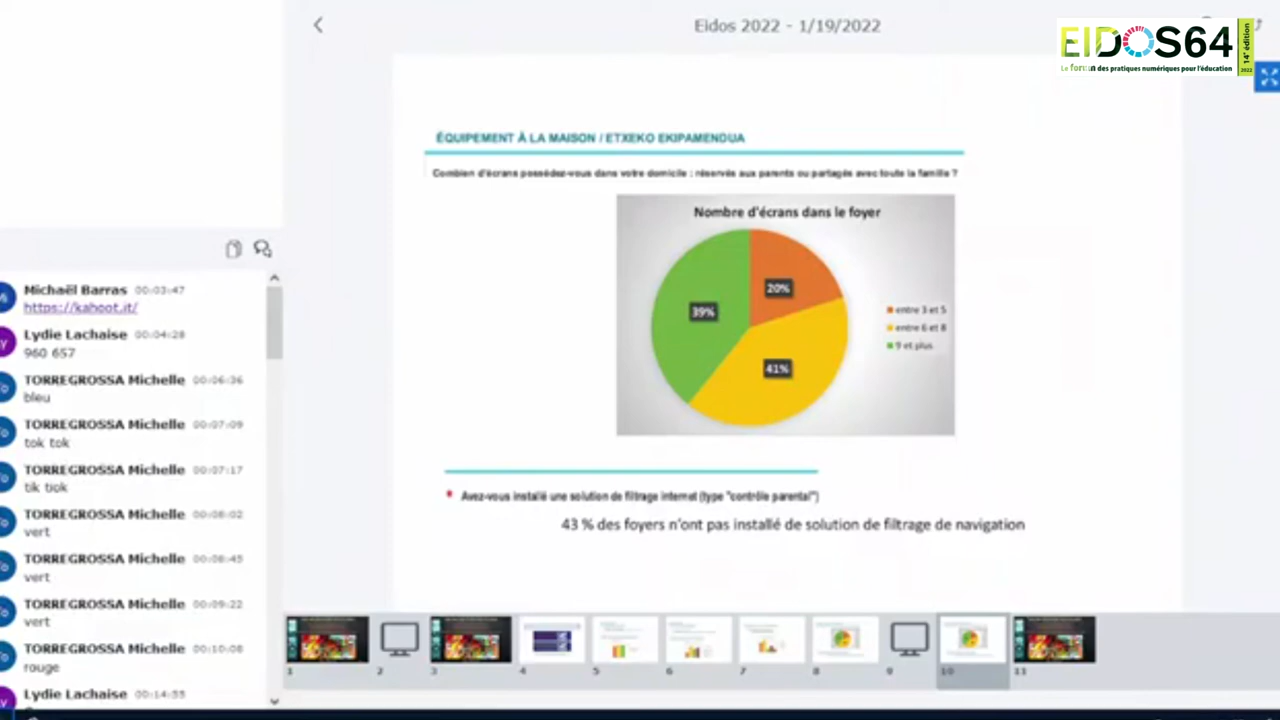 Eidos 2022 - 1/19/2022
EIDOS64
Le forum des pratiques numériques pour l'éducation
14e édition
2022
ÉQUIPEMENT À LA MAISON / ETXEKO EKIPAMENDUA
Combien d'écrans possédez-vous dans votre domicile : réservés aux parents ou partagés avec toute la famille ?
Nombre d'écrans dans le foyer
20%
39%
41%
entre 3 et 5
entre 6 et 8
9 et plus
* Avez-vous installé une solution de filtrage internet (type "contrôle parental")
43 % des foyers n'ont pas installé de solution de filtrage de navigation
Michaël Barras 00:03:47
https://kahoot.it/
Lydie Lachaise 00:04:28
960 657
TORREGROSSA Michelle 00:06:36
bleu
TORREGROSSA Michelle 00:07:09
tok tok
TORREGROSSA Michelle 00:07:17
tik tiok
TORREGROSSA Michelle 00:08:02
vert
TORREGROSSA Michelle 00:08:45
vert
TORREGROSSA Michelle 00:09:22
vert
TORREGROSSA Michelle 00:10:08
rouge
Lydie Lachaise 00:14:55
1 2 3 4 5 6 7 8 9 10 11